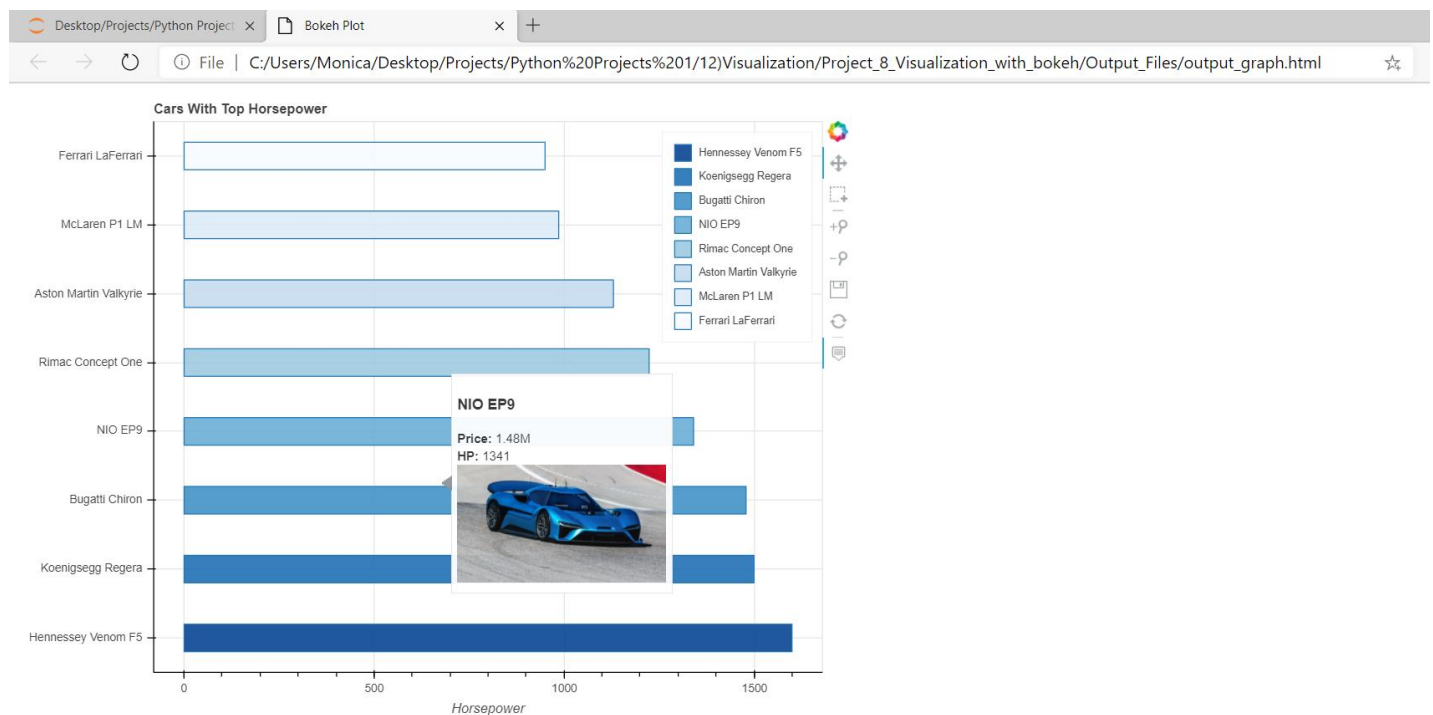 Desktop/Projects/Python Project
Bokeh Plot
File | C:/Users/Monica/Desktop/Projects/Python%20Projects%201/12)Visualization/Project_8_Visualization_with_bokeh/Output_Files/output_graph.html
Cars With Top Horsepower
Ferrari LaFerrari
McLaren P1 LM
Aston Martin Valkyrie
Rimac Concept One
NIO EP9
Bugatti Chiron
Koenigsegg Regera
Hennessey Venom F5
Hennessey Venom F5
Koenigsegg Regera
Bugatti Chiron
NIO EP9
Rimac Concept One
Aston Martin Valkyrie
McLaren P1 LM
Ferrari LaFerrari
NIO EP9
Price: 1.48M
HP: 1341
0 500 1000 1500
Horsepower